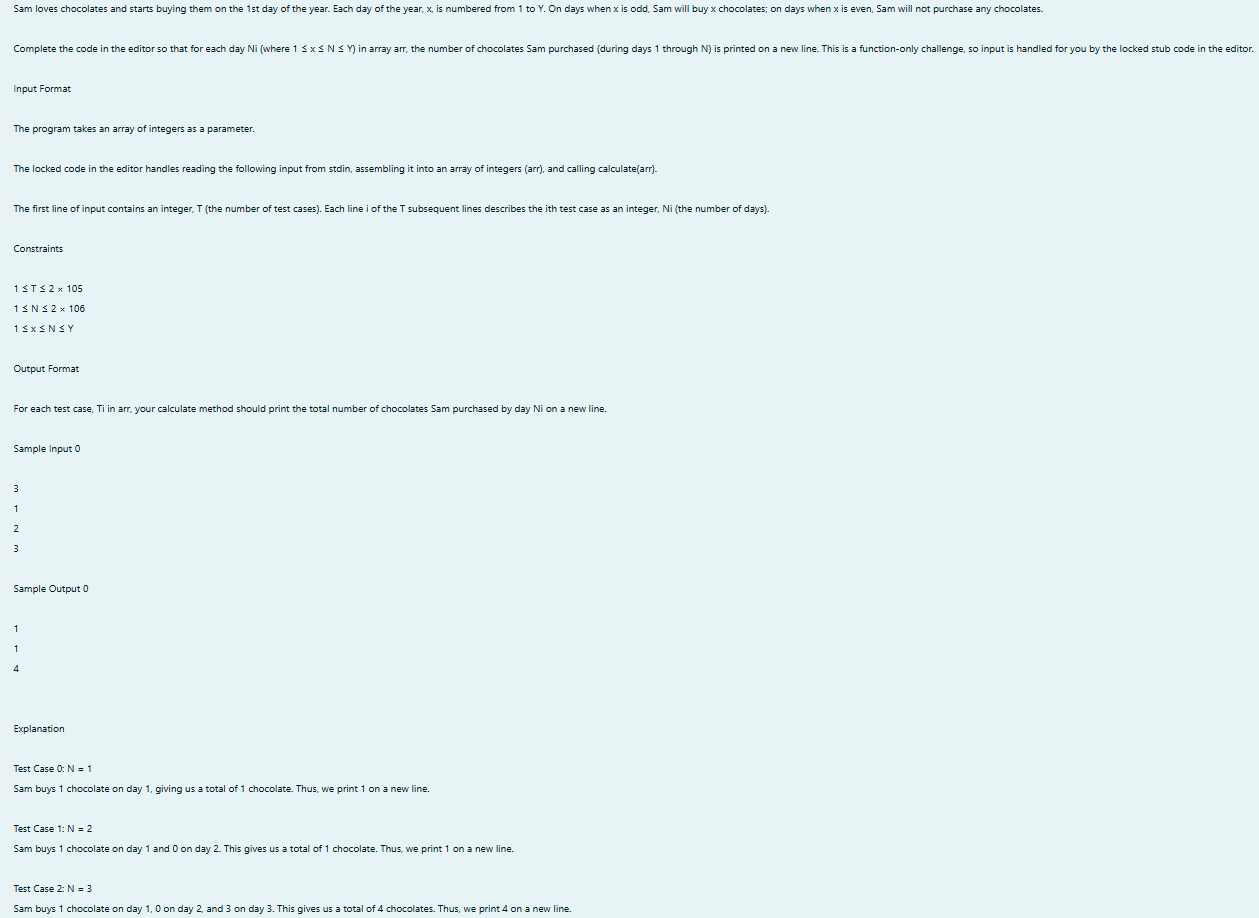 Sam loves chocolates and starts buying them on the 1st day of the year. Each day of the year, x, is numbered from 1 to Y. On days when x is odd, Sam will buy x chocolates; on days when x is even, Sam will not purchase any chocolates.
Complete the code in the editor so that for each day Ni (where 1 ≤ x ≤ N ≤ Y) in array arr, the number of chocolates Sam purchased (during days 1 through N) is printed on a new line. This is a function-only challenge, so input is handled for you by the locked stub code in the editor.
Input Format
The program takes an array of integers as a parameter.
The locked code in the editor handles reading the following input from stdin, assembling it into an array of integers (arr), and calling calculate(arr).
The first line of input contains an integer, T (the number of test cases). Each line i of the T subsequent lines describes the ith test case as an integer, Ni (the number of days).
Constraints
1 ≤ T ≤ 2 × 105
1 ≤ N ≤ 2 × 106
1 ≤ x ≤ N ≤ Y
Output Format
For each test case, Ti in arr, your calculate method should print the total number of chocolates Sam purchased by day Ni on a new line.
Sample Input 0
3
1
2
3
Sample Output 0
1
1
4
Explanation
Test Case 0: N = 1
Sam buys 1 chocolate on day 1, giving us a total of 1 chocolate. Thus, we print 1 on a new line.
Test Case 1: N = 2
Sam buys 1 chocolate on day 1 and 0 on day 2. This gives us a total of 1 chocolate. Thus, we print 1 on a new line.
Test Case 2: N = 3
Sam buys 1 chocolate on day 1, 0 on day 2, and 3 on day 3. This gives us a total of 4 chocolates. Thus, we print 4 on a new line.